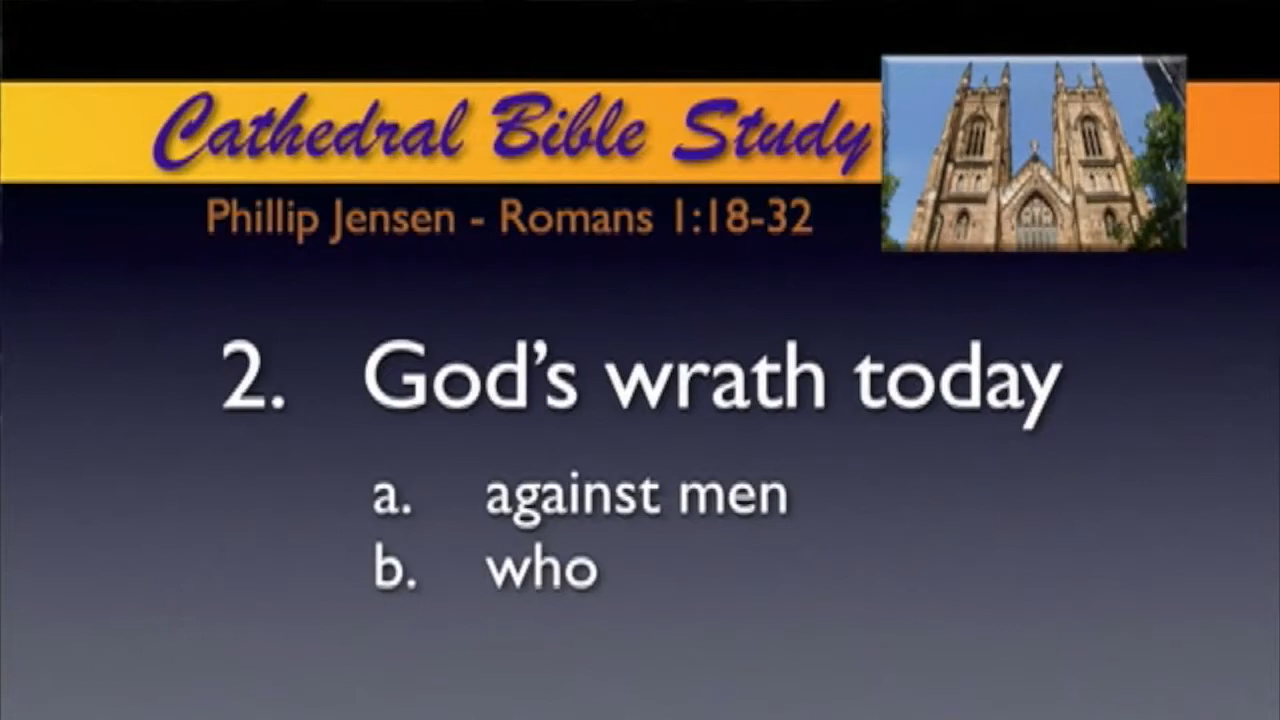 Cathedral Bible Study
Phillip Jensen - Romans 1:18-32
2. God's wrath today
a. against men
b. who